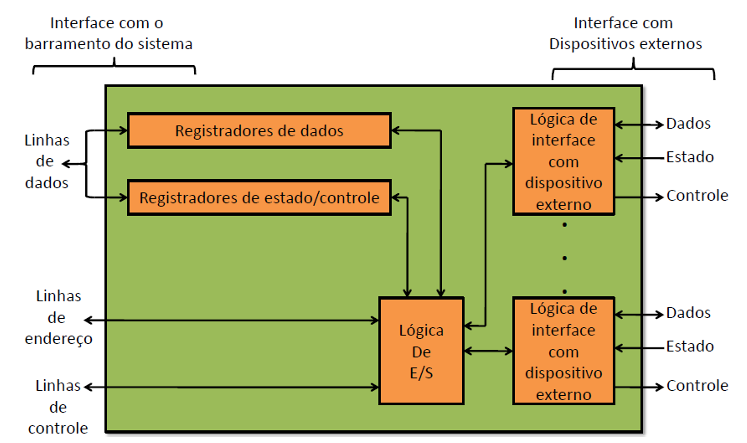 Interface com o
barramento do sistema
Interface com
Dispositivos externos
Linhas
de
dados
Registradores de dados
Registradores de estado/controle
Lógica de
interface
com
dispositivo
externo
Dados
Estado
Controle
Linhas
de
endereço
Linhas
de
controle
Lógica
De
E/S
Lógica de
interface
com
dispositivo
externo
Dados
Estado
Controle